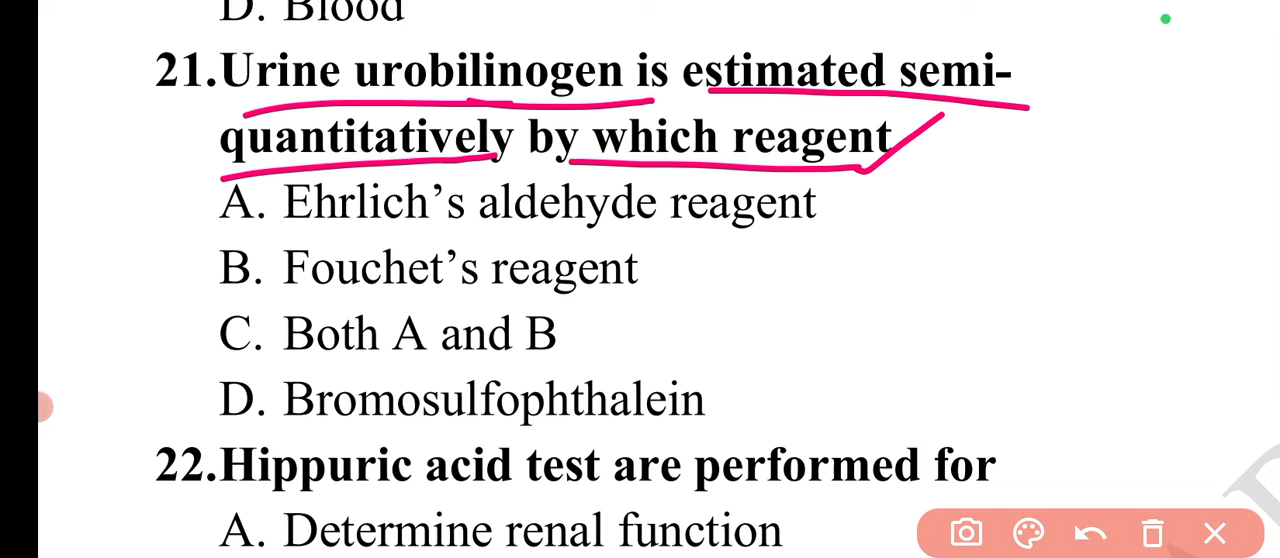 D. Blood
21.Urine urobilinogen is estimated semi-
quantitatively by which reagent
A. Ehrlich’s aldehyde reagent
B. Fouchet’s reagent
C. Both A and B
D. Bromosulfophthalein
22.Hippuric acid test are performed for
A. Determine renal function